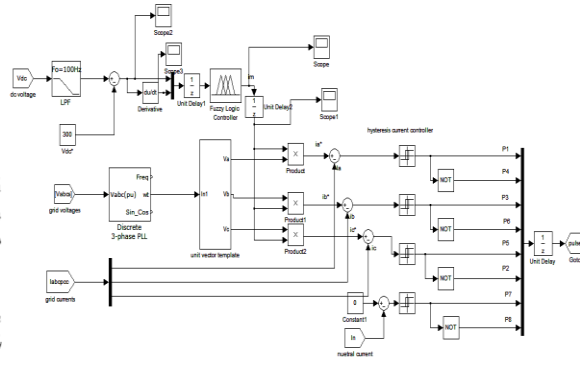 Scope2
Fo=100Hz
Vdc
dc voltage
LPF
Scope3
du/dt
Derivative
1
z
Unit Delay1
Fuzzy Logic
Controller
im
Scope
1
z
Unit Delay2
Scope1
300
Vdc*
hysteresis current controller
Freq
Vabc(pu)
wt
Sin_Cos
Discrete
3-phase PLL
grid voltages
In1
Va
Vb
Vc
unit vector template
X
Product
ia*
ia
X
Product1
ib*
ib
X
Product2
ic*
ic
P1
NOT
P4
P3
NOT
P6
P5
NOT
P2
P7
NOT
P8
1
z
Unit Delay
pulse
Goto
Iabcpcc
grid currents
0
Constant1
In
nuetral current